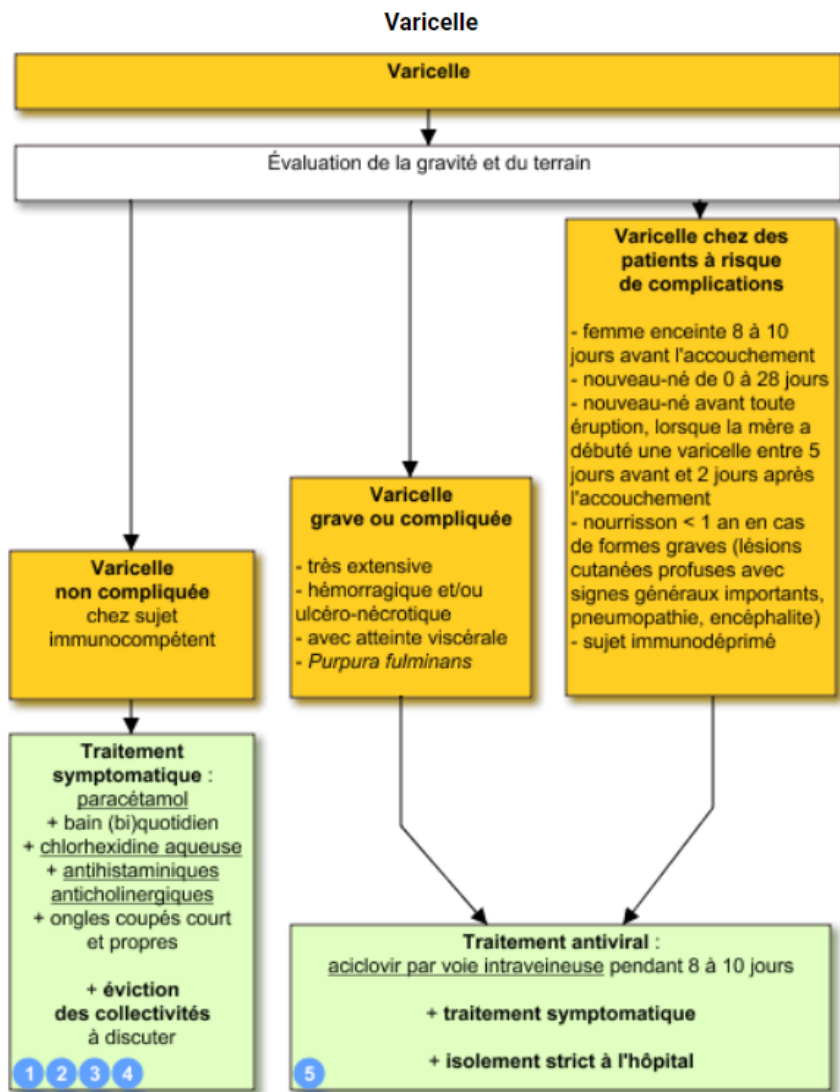 Varicelle
Varicelle
Évaluation de la gravité et du terrain
Varicelle
non compliquée
chez sujet
immunocompétent
Traitement
symptomatique :
paracétamol
+ bain (bi)quotidien
+ chlorhexidine aqueuse
+ antihistaminiques
anticholinergiques
+ ongles coupés court
et propres
+ éviction
des collectivités
à discuter
1 2 3 4
Varicelle
grave ou compliquée
- très extensive
- hémorragique et/ou
ulcéro-nécrotique
- avec atteinte viscérale
- Purpura fulminans
Varicelle chez des
patients à risque
de complications
- femme enceinte 8 à 10
jours avant l'accouchement
- nouveau-né de 0 à 28 jours
- nouveau-né avant toute
éruption, lorsque la mère a
débuté une varicelle entre 5
jours avant et 2 jours après
l'accouchement
- nourrisson < 1 an en cas
de formes graves (lésions
cutanées profuses avec
signes généraux importants,
pneumopathie, encéphalite)
- sujet immunodéprimé
Traitement antiviral :
aciclovir par voie intraveineuse pendant 8 à 10 jours
+ traitement symptomatique
+ isolement strict à l'hôpital
5